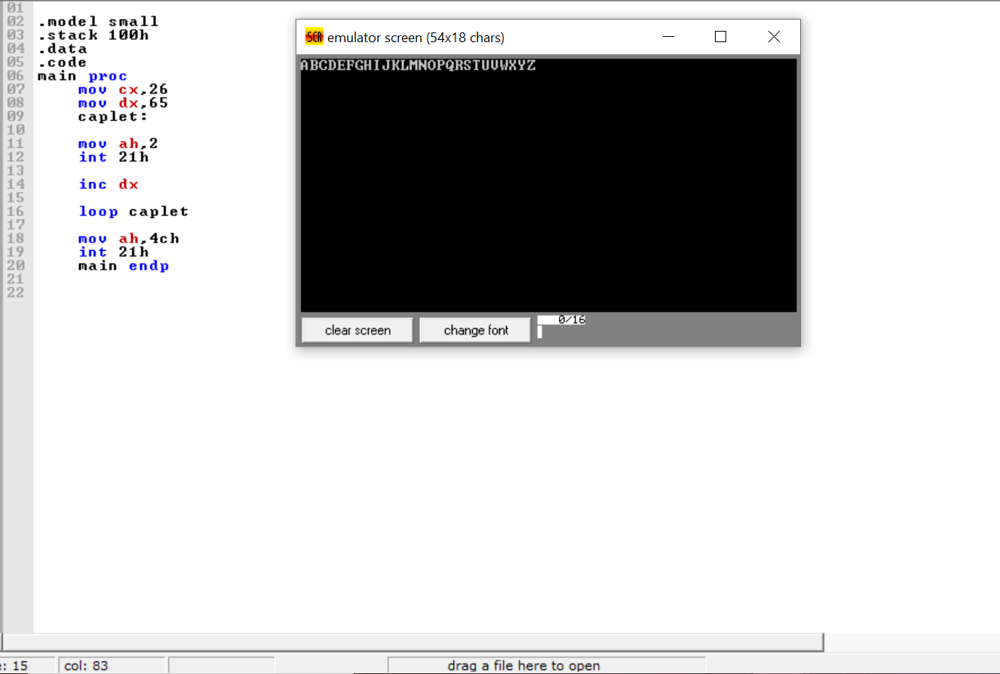 01
02 .model small
03 .stack 100h
04 .data
05 .code
06 main proc
07 mov cx,26
08 mov dx,65
09 caplet:
10
11 mov ah,2
12 int 21h
13
14 inc dx
15
16 loop caplet
17
18 mov ah,4ch
19 int 21h
20 main endp
21
22
SCR emulator screen (54x18 chars)
ABCDEFGHIJKLMNOPQRSTUVWXYZ
clear screen change font 0/16
e: 15 col: 83 drag a file here to open